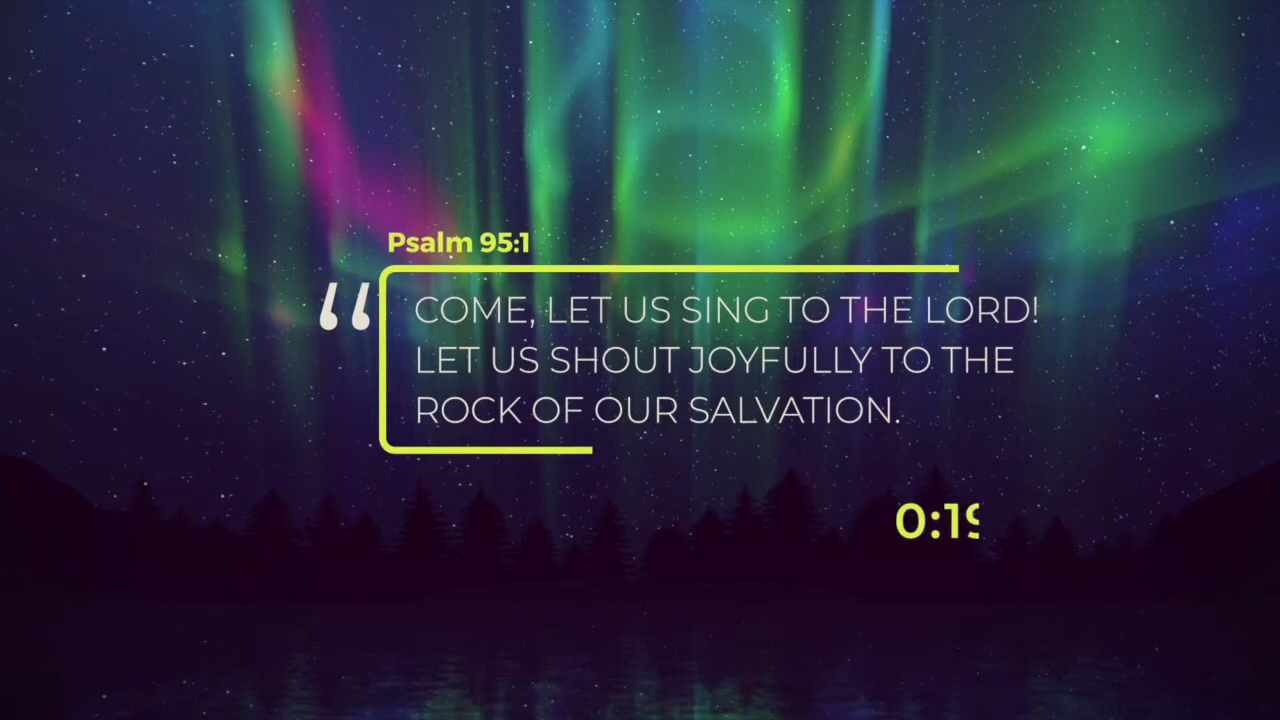 Psalm 95:1
“
COME, LET US SING TO THE LORD!
LET US SHOUT JOYFULLY TO THE
ROCK OF OUR SALVATION.